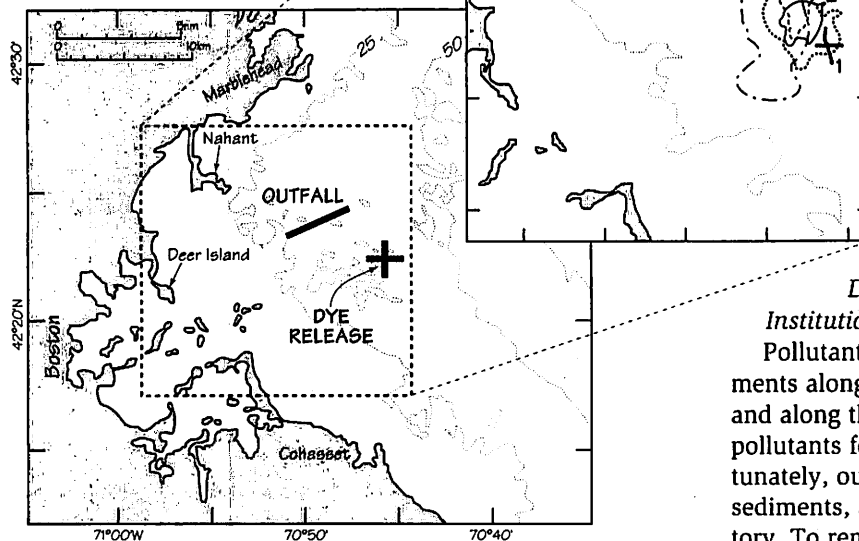 0 5nm
0 10km
42°30'
Marblehead
25
50
1
Nahant
OUTFALL
Deer Island
42°20'N
DYE
RELEASE
Boston
Cohasset
71°00'W 70°50' 70°40'
Institutio
Pollutant
ments along
and along th
pollutants fo
tunately, ou
sediments,
tory. To ren